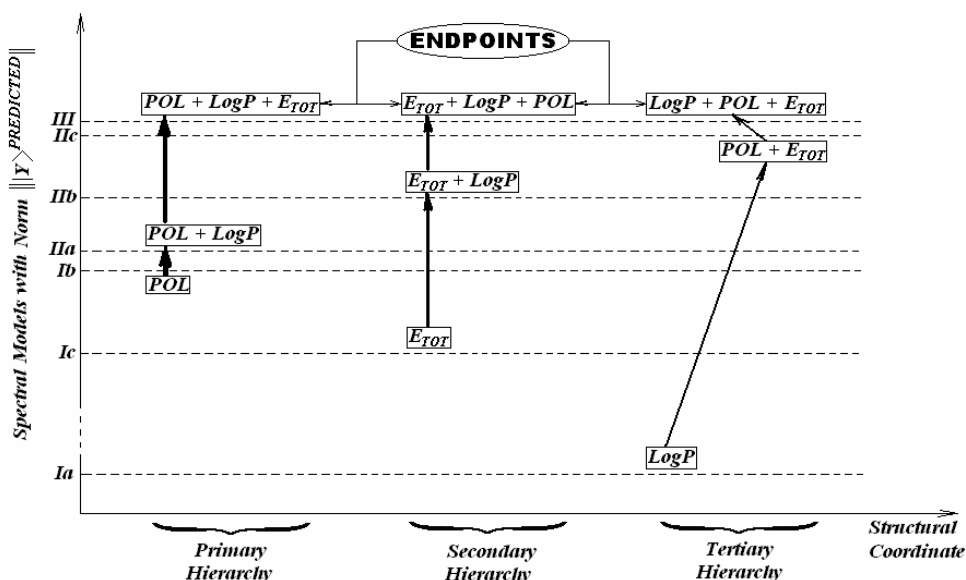 ENDPOINTS
POL + LogP + E_TOT
E_TOT + LogP + POL
LogP + POL + E_TOT
III
IIc
POL + E_TOT
E_TOT + LogP
IIb
POL + LogP
IIa
Ib
POL
E_TOT
Ic
LogP
Ia
Spectral Models with Norm || |Y> PREDICTED ||
Primary
Hierarchy
Secondary
Hierarchy
Tertiary
Hierarchy
Structural
Coordinate